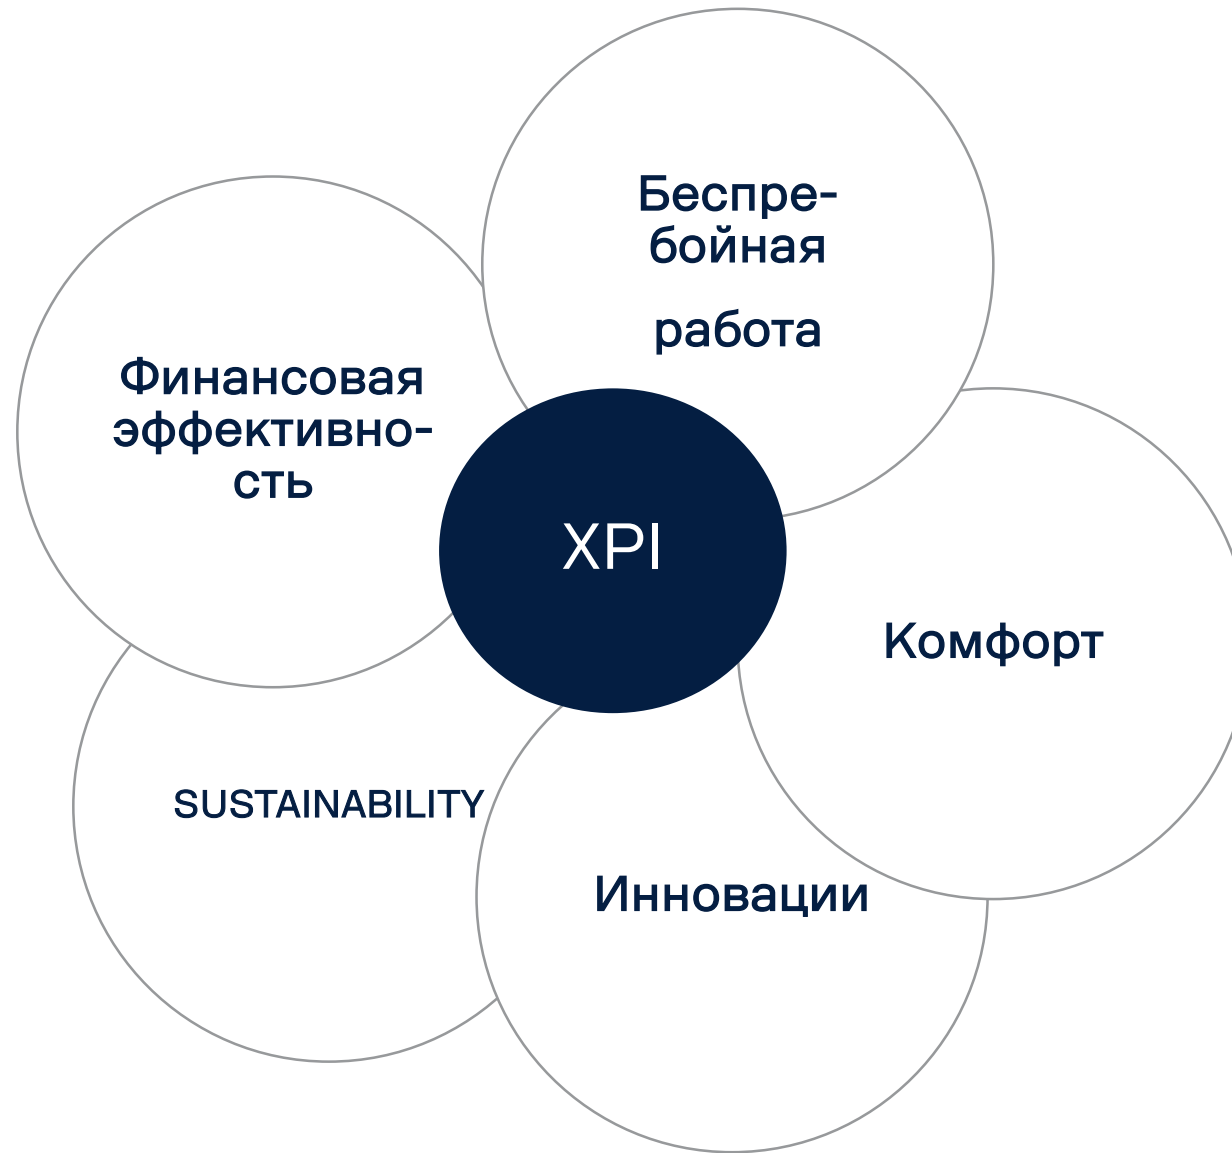 Беспре-
бойная
работа
Финансовая
эффективно-
сть
XPI
Комфорт
SUSTAINABILITY
Инновации